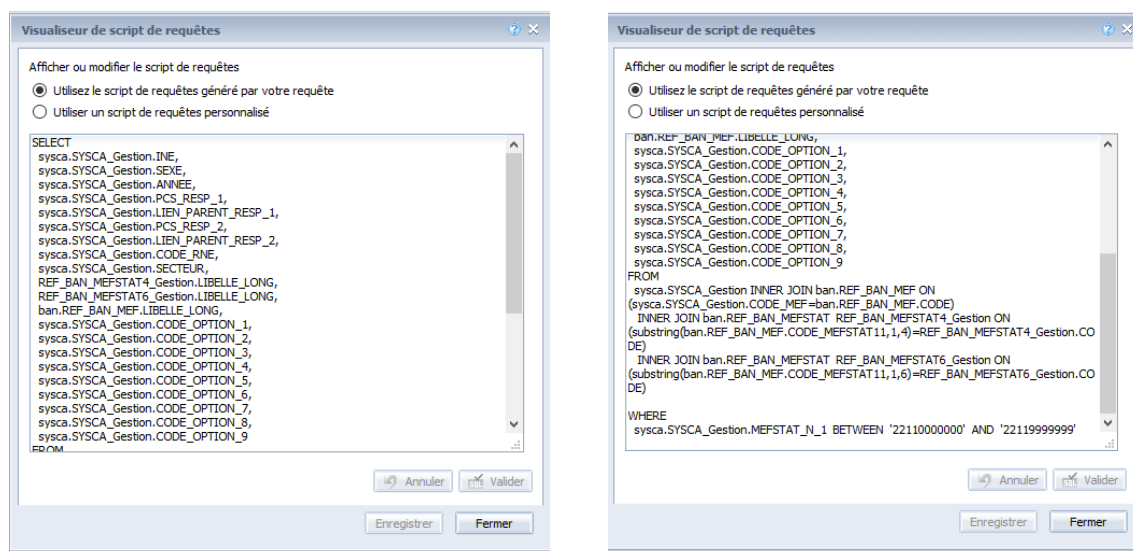 Visualiseur de script de requêtes
Afficher ou modifier le script de requêtes
Utilisez le script de requêtes généré par votre requête
Utiliser un script de requêtes personnalisé
SELECT
sysca.SYSCA_Gestion.INE,
sysca.SYSCA_Gestion.SEXE,
sysca.SYSCA_Gestion.ANNEE,
sysca.SYSCA_Gestion.PCS_RESP_1,
sysca.SYSCA_Gestion.LIEN_PARENT_RESP_1,
sysca.SYSCA_Gestion.PCS_RESP_2,
sysca.SYSCA_Gestion.LIEN_PARENT_RESP_2,
sysca.SYSCA_Gestion.CODE_RNE,
sysca.SYSCA_Gestion.SECTEUR,
REF_BAN_MEFSTAT4_Gestion.LIBELLE_LONG,
REF_BAN_MEFSTAT6_Gestion.LIBELLE_LONG,
ban.REF_BAN_MEF.LIBELLE_LONG,
sysca.SYSCA_Gestion.CODE_OPTION_1,
sysca.SYSCA_Gestion.CODE_OPTION_2,
sysca.SYSCA_Gestion.CODE_OPTION_3,
sysca.SYSCA_Gestion.CODE_OPTION_4,
sysca.SYSCA_Gestion.CODE_OPTION_5,
sysca.SYSCA_Gestion.CODE_OPTION_6,
sysca.SYSCA_Gestion.CODE_OPTION_7,
sysca.SYSCA_Gestion.CODE_OPTION_8,
sysca.SYSCA_Gestion.CODE_OPTION_9
FROM
Annuler
Valider
Enregistrer
Fermer
Visualiseur de script de requêtes
Afficher ou modifier le script de requêtes
Utilisez le script de requêtes généré par votre requête
Utiliser un script de requêtes personnalisé
ban.REF_BAN_MEF.LIBELLE_LONG,
sysca.SYSCA_Gestion.CODE_OPTION_1,
sysca.SYSCA_Gestion.CODE_OPTION_2,
sysca.SYSCA_Gestion.CODE_OPTION_3,
sysca.SYSCA_Gestion.CODE_OPTION_4,
sysca.SYSCA_Gestion.CODE_OPTION_5,
sysca.SYSCA_Gestion.CODE_OPTION_6,
sysca.SYSCA_Gestion.CODE_OPTION_7,
sysca.SYSCA_Gestion.CODE_OPTION_8,
sysca.SYSCA_Gestion.CODE_OPTION_9
FROM
sysca.SYSCA_Gestion INNER JOIN ban.REF_BAN_MEF ON
(sysca.SYSCA_Gestion.CODE_MEF=ban.REF_BAN_MEF.CODE)
INNER JOIN ban.REF_BAN_MEFSTAT REF_BAN_MEFSTAT4_Gestion ON
(substring(ban.REF_BAN_MEF.CODE_MEFSTAT11,1,4)=REF_BAN_MEFSTAT4_Gestion.CO
DE)
INNER JOIN ban.REF_BAN_MEFSTAT REF_BAN_MEFSTAT6_Gestion ON
(substring(ban.REF_BAN_MEF.CODE_MEFSTAT11,1,6)=REF_BAN_MEFSTAT6_Gestion.CO
DE)
WHERE
sysca.SYSCA_Gestion.MEFSTAT_N_1 BETWEEN '22110000000' AND '22119999999'
Annuler
Valider
Enregistrer
Fermer